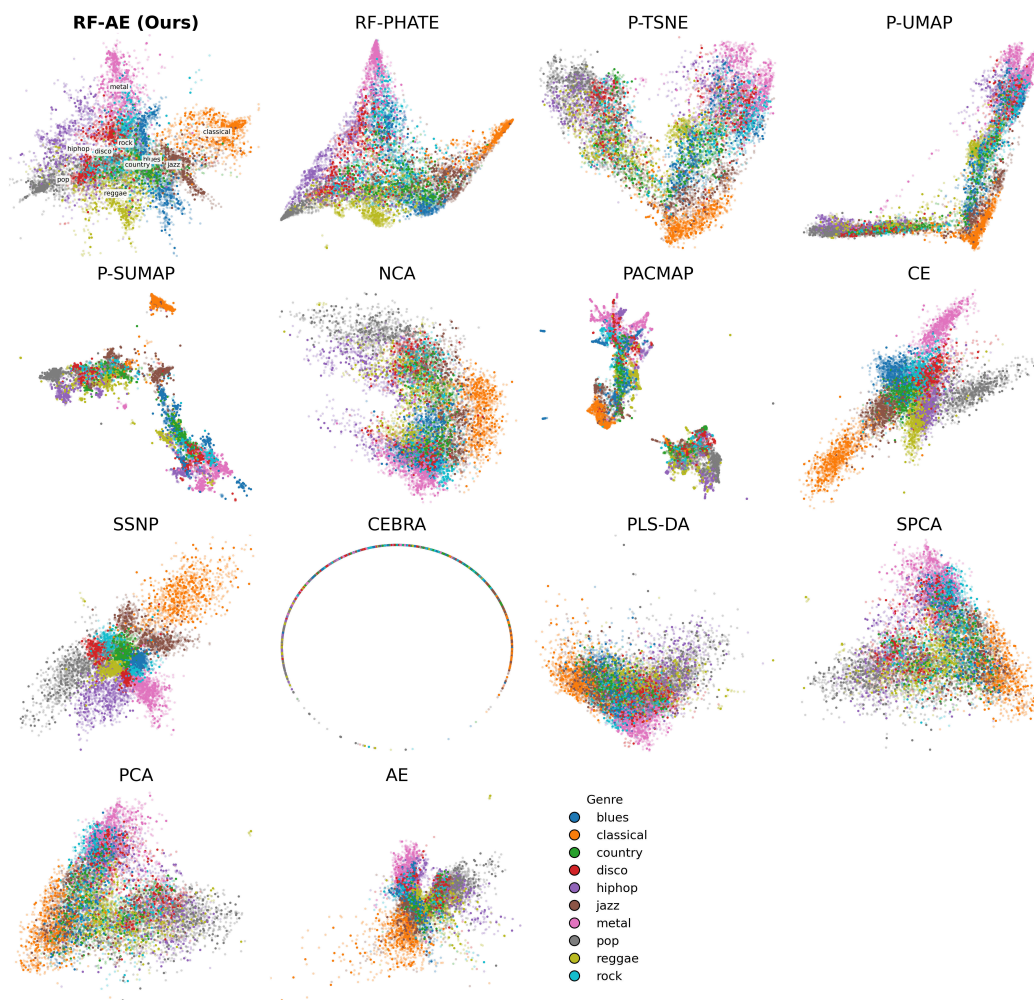 RF-AE (Ours)
RF-PHATE
P-TSNE
P-UMAP
metal
classical
rock
hiphop
disco
blues
country
jazz
pop
reggae
P-SUMAP
NCA
PACMAP
CE
SSNP
CEBRA
PLS-DA
SPCA
PCA
AE
Genre
blues
classical
country
disco
hiphop
jazz
metal
pop
reggae
rock